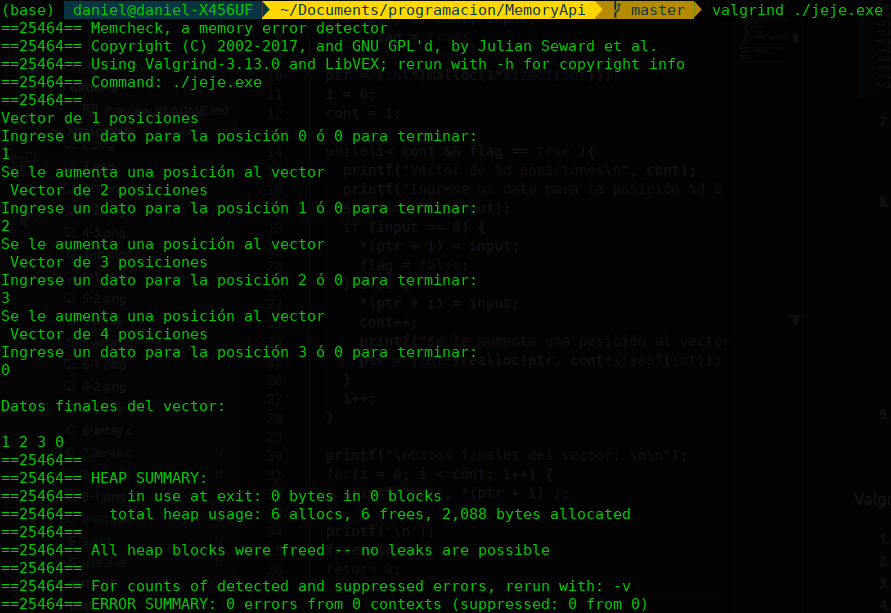 (base) daniel@daniel-X456UF ~/Documents/programacion/MemoryApi master valgrind ./jeje.exe
==25464== Memcheck, a memory error detector
==25464== Copyright (C) 2002-2017, and GNU GPL'd, by Julian Seward et al.
==25464== Using Valgrind-3.13.0 and LibVEX; rerun with -h for copyright info
==25464== Command: ./jeje.exe
==25464==
Vector de 1 posiciones
Ingrese un dato para la posición 0 ó 0 para terminar:
1
Se le aumenta una posición al vector
 Vector de 2 posiciones
Ingrese un dato para la posición 1 ó 0 para terminar:
2
Se le aumenta una posición al vector
 Vector de 3 posiciones
Ingrese un dato para la posición 2 ó 0 para terminar:
3
Se le aumenta una posición al vector
 Vector de 4 posiciones
Ingrese un dato para la posición 3 ó 0 para terminar:
0

Datos finales del vector:

1 2 3 0
==25464==
==25464== HEAP SUMMARY:
==25464==     in use at exit: 0 bytes in 0 blocks
==25464==   total heap usage: 6 allocs, 6 frees, 2,088 bytes allocated
==25464==
==25464== All heap blocks were freed -- no leaks are possible
==25464==
==25464== For counts of detected and suppressed errors, rerun with: -v
==25464== ERROR SUMMARY: 0 errors from 0 contexts (suppressed: 0 from 0)